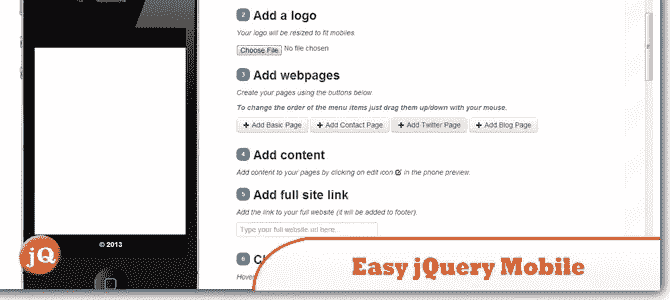 2 Add a logo
Your logo will be resized to fit mobiles
Choose File No file chosen
3 Add webpages
Create your pages using the buttons below
To change the order of the menu items just drag them up/down with your mouse.
+ Add Basic Page + Add Contact Page + Add Twitter Page + Add Blog Page
4 Add content
Add content to your pages by clicking on edit icon in the phone preview.
5 Add full site link
Add the link to your full website (it will be added to footer).
Type your full website url here..
© 2013
6
jQ
Easy jQuery Mobile